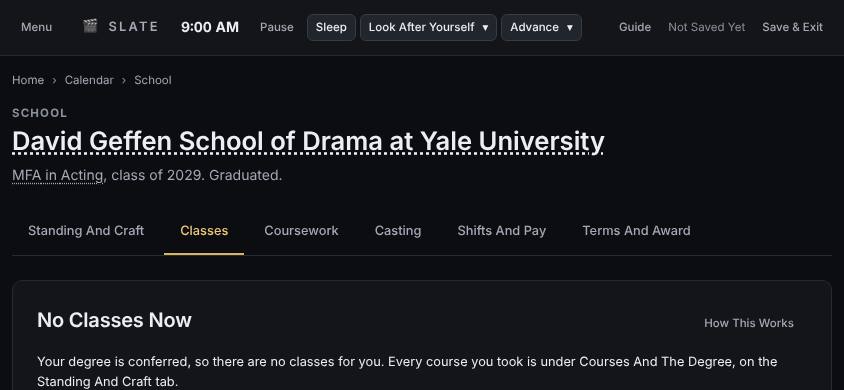 Menu 🎬 SLATE 9:00 AM Pause Sleep Look After Yourself ▾ Advance ▾ Guide Not Saved Yet Save & Exit
Home › Calendar › School
SCHOOL
David Geffen School of Drama at Yale University
MFA in Acting, class of 2029. Graduated.
Standing And Craft Classes Coursework Casting Shifts And Pay Terms And Award
No Classes Now How This Works
Your degree is conferred, so there are no classes for you. Every course you took is under Courses And The Degree, on the
Standing And Craft tab.